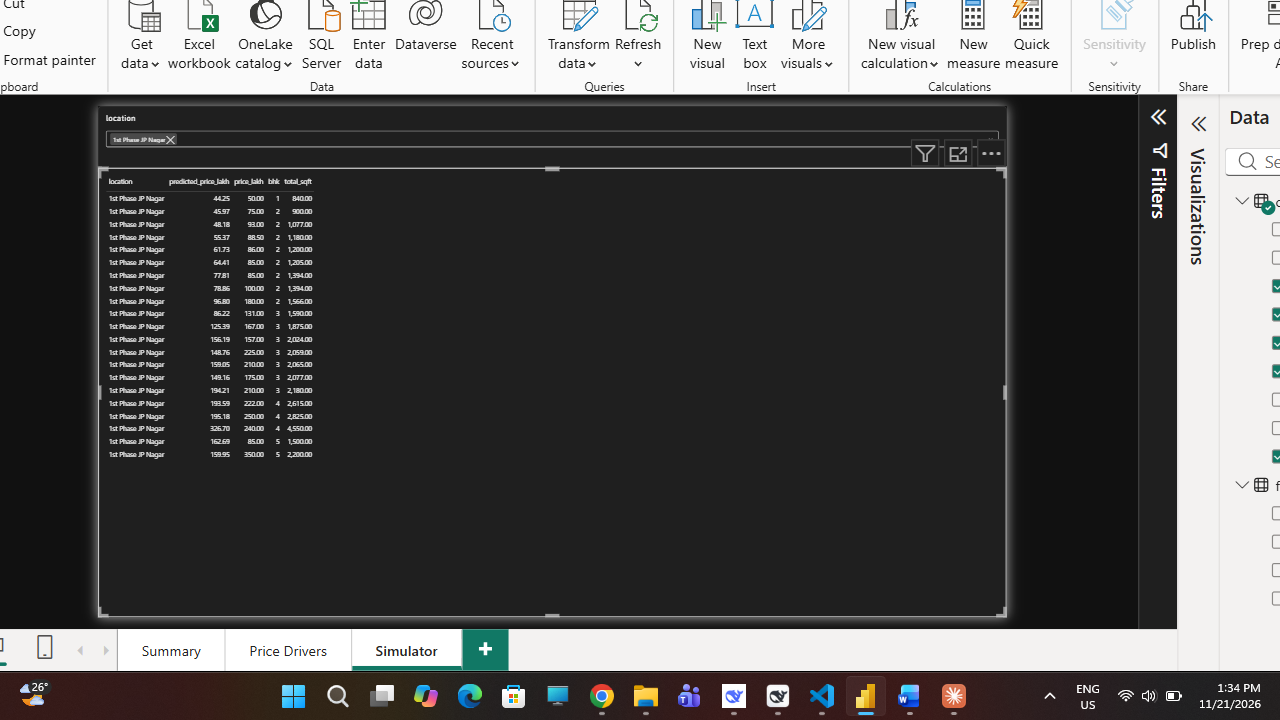 Cut
Copy
Format painter
pboard
Get data
Excel workbook
OneLake catalog
SQL Server
Enter data
Dataverse
Recent sources
Data
Transform data
Refresh
Queries
New visual
Text box
More visuals
Insert
New visual calculation
New measure
Quick measure
Calculations
Sensitivity
Sensitivity
Publish
Share
Prep d
A
location
1st Phase JP Nagar
location predicted_price_lakh price_lakh bhk total_sqft
1st Phase JP Nagar 44.25 50.00 1 840.00
1st Phase JP Nagar 45.97 75.00 2 900.00
1st Phase JP Nagar 48.18 93.00 2 1,077.00
1st Phase JP Nagar 55.37 88.50 2 1,180.00
1st Phase JP Nagar 61.73 86.00 2 1,200.00
1st Phase JP Nagar 64.41 85.00 2 1,205.00
1st Phase JP Nagar 77.81 85.00 2 1,394.00
1st Phase JP Nagar 78.86 100.00 2 1,394.00
1st Phase JP Nagar 96.80 180.00 2 1,566.00
1st Phase JP Nagar 86.22 131.00 3 1,590.00
1st Phase JP Nagar 125.39 167.00 3 1,875.00
1st Phase JP Nagar 156.19 157.00 3 2,024.00
1st Phase JP Nagar 148.76 225.00 3 2,059.00
1st Phase JP Nagar 159.05 210.00 3 2,065.00
1st Phase JP Nagar 149.16 175.00 3 2,077.00
1st Phase JP Nagar 194.21 210.00 3 2,180.00
1st Phase JP Nagar 193.59 222.00 4 2,615.00
1st Phase JP Nagar 195.18 250.00 4 2,825.00
1st Phase JP Nagar 326.70 240.00 4 4,550.00
1st Phase JP Nagar 162.69 85.00 5 1,500.00
1st Phase JP Nagar 159.95 350.00 5 2,200.00
Filters
Visualizations
Data
Se
Summary
Price Drivers
Simulator
26°
ENG
US
1:34 PM
11/21/2026